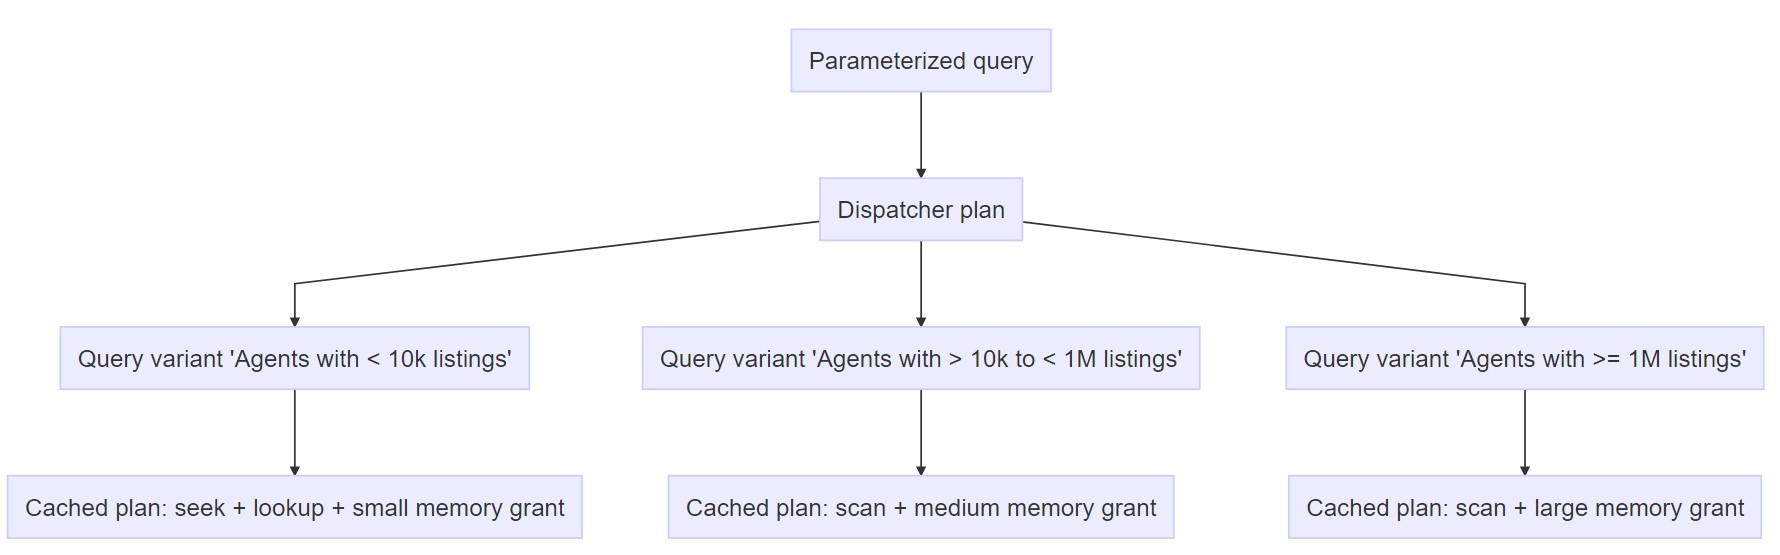 Parameterized query
Dispatcher plan
Query variant 'Agents with < 10k listings'
Query variant 'Agents with > 10k to < 1M listings'
Query variant 'Agents with >= 1M listings'
Cached plan: seek + lookup + small memory grant
Cached plan: scan + medium memory grant
Cached plan: scan + large memory grant